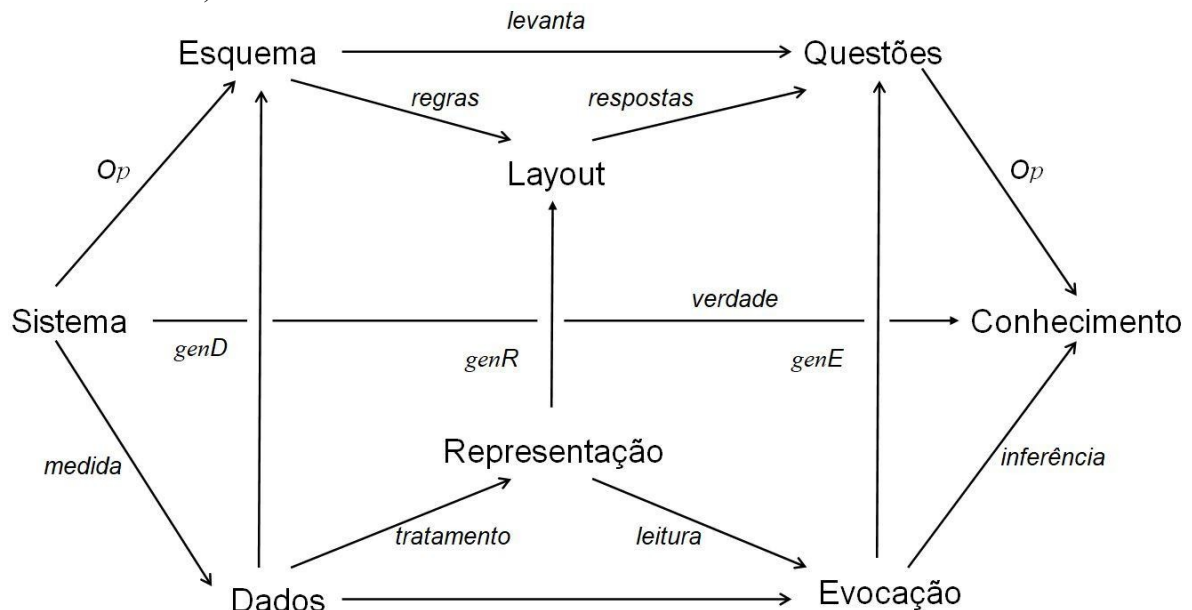 levanta
Esquema
Questões
regras
respostas
Op
Layout
Op
verdade
Sistema
Conhecimento
genD
genR
genE
Representação
medida
inferência
tratamento
leitura
Dados
Evocação